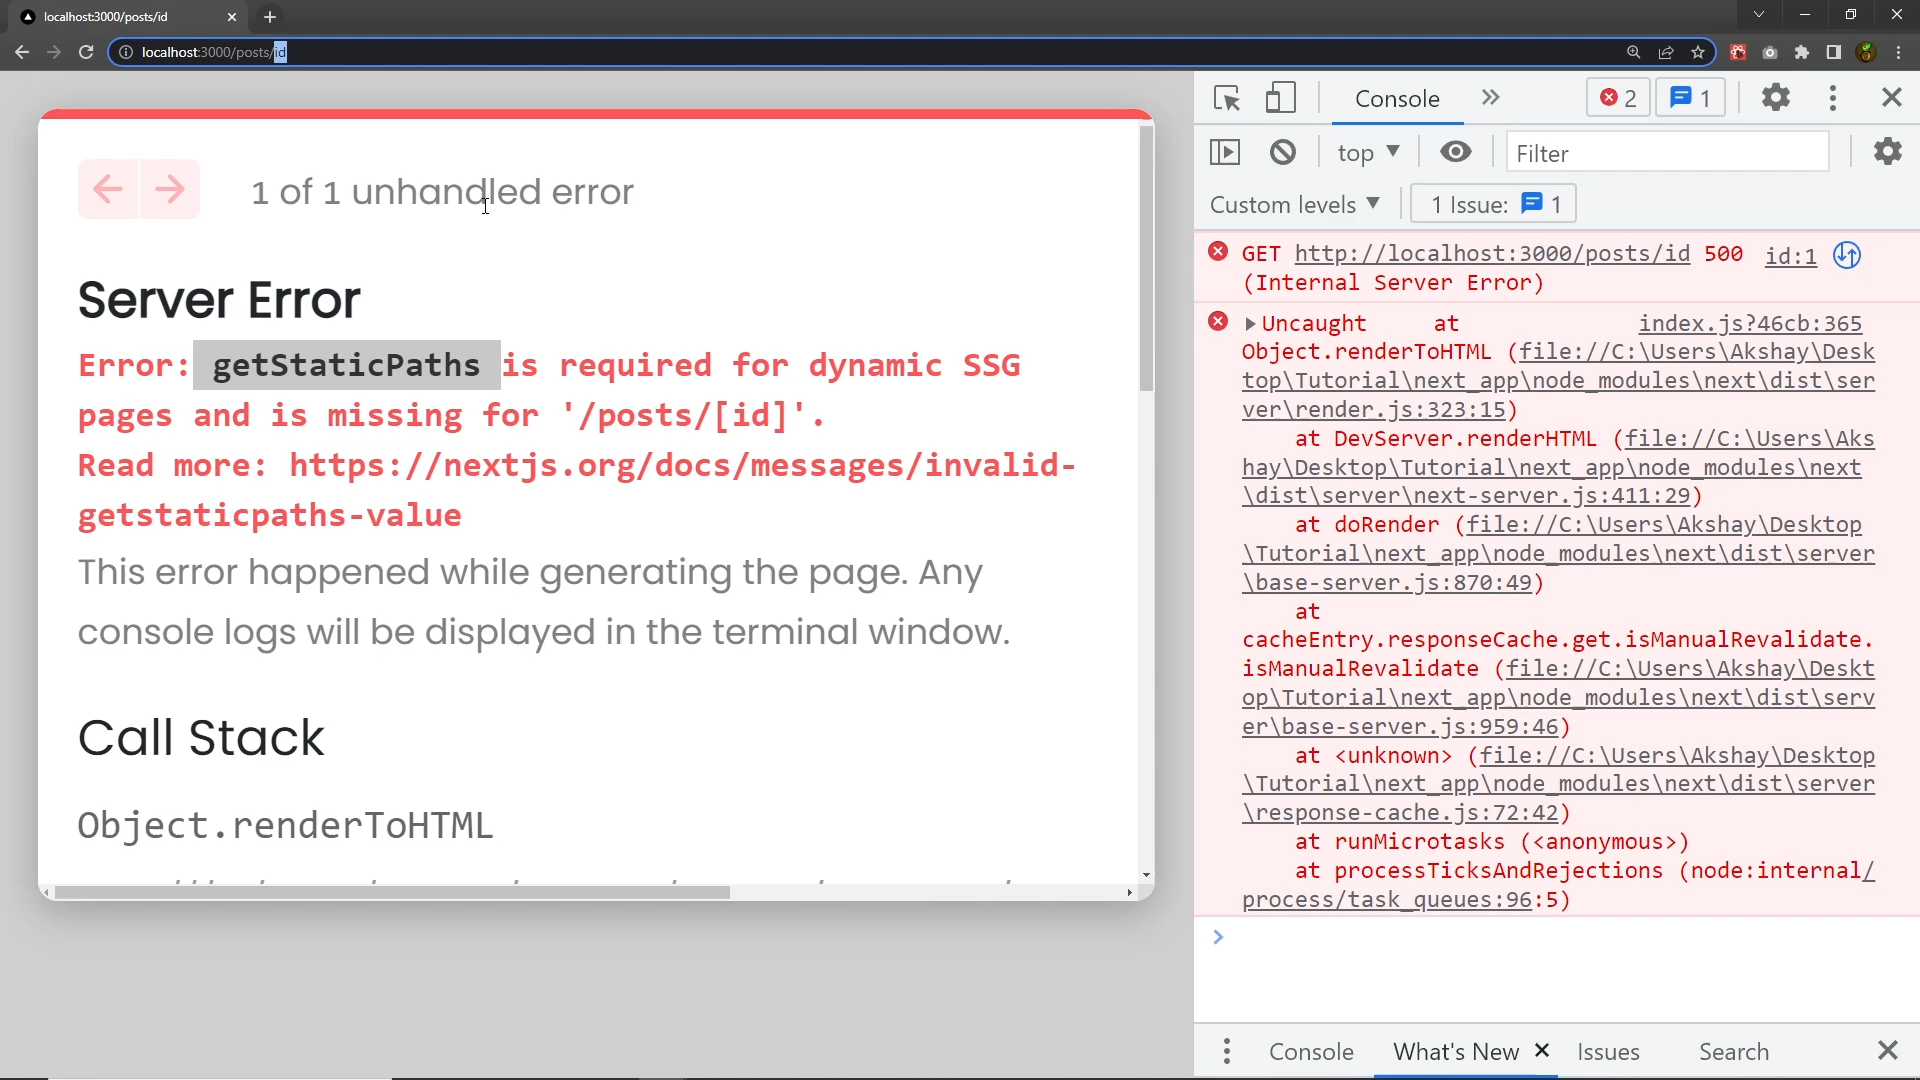 localhost:3000/posts/id
localhost:3000/posts/id
1 of 1 unhandled error
Server Error
Error: getStaticPaths is required for dynamic SSG
pages and is missing for '/posts/[id]'.
Read more: https://nextjs.org/docs/messages/invalid-
getstaticpaths-value
This error happened while generating the page. Any
console logs will be displayed in the terminal window.
Call Stack
Object.renderToHTML
Console
2
1
top
Filter
Custom levels
1 Issue: 1
GET http://localhost:3000/posts/id 500 id:1
(Internal Server Error)
Uncaught at index.js?46cb:365
Object.renderToHTML (file://C:\Users\Akshay\Desk
top\Tutorial\next_app\node_modules\next\dist\ser
ver\render.js:323:15)
at DevServer.renderHTML (file://C:\Users\Aks
hay\Desktop\Tutorial\next_app\node_modules\next
\dist\server\next-server.js:411:29)
at doRender (file://C:\Users\Akshay\Desktop
\Tutorial\next_app\node_modules\next\dist\server
\base-server.js:870:49)
at
cacheEntry.responseCache.get.isManualRevalidate.
isManualRevalidate (file://C:\Users\Akshay\Deskt
op\Tutorial\next_app\node_modules\next\dist\serv
er\base-server.js:959:46)
at <unknown> (file://C:\Users\Akshay\Desktop
\Tutorial\next_app\node_modules\next\dist\server
\response-cache.js:72:42)
at runMicrotasks (<anonymous>)
at processTicksAndRejections (node:internal/
process/task_queues:96:5)
Console
What's New
Issues
Search